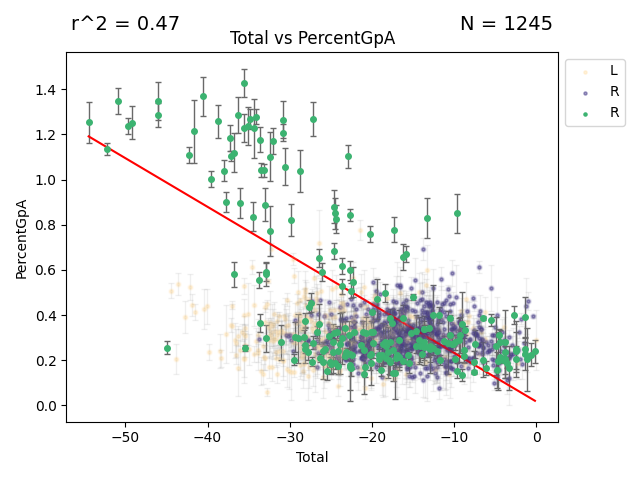 r^2 = 0.47 N = 1245
Total vs PercentGpA
L
R
R
PercentGpA
1.4
1.2
1.0
0.8
0.6
0.4
0.2
0.0
−50 −40 −30 −20 −10 0
Total